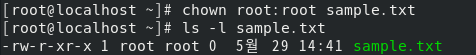 [root@localhost ~]# chown root:root sample.txt
[root@localhost ~]# ls -l sample.txt
-rw-r-xr-x 1 root root 0  5월 29 14:41 sample.txt